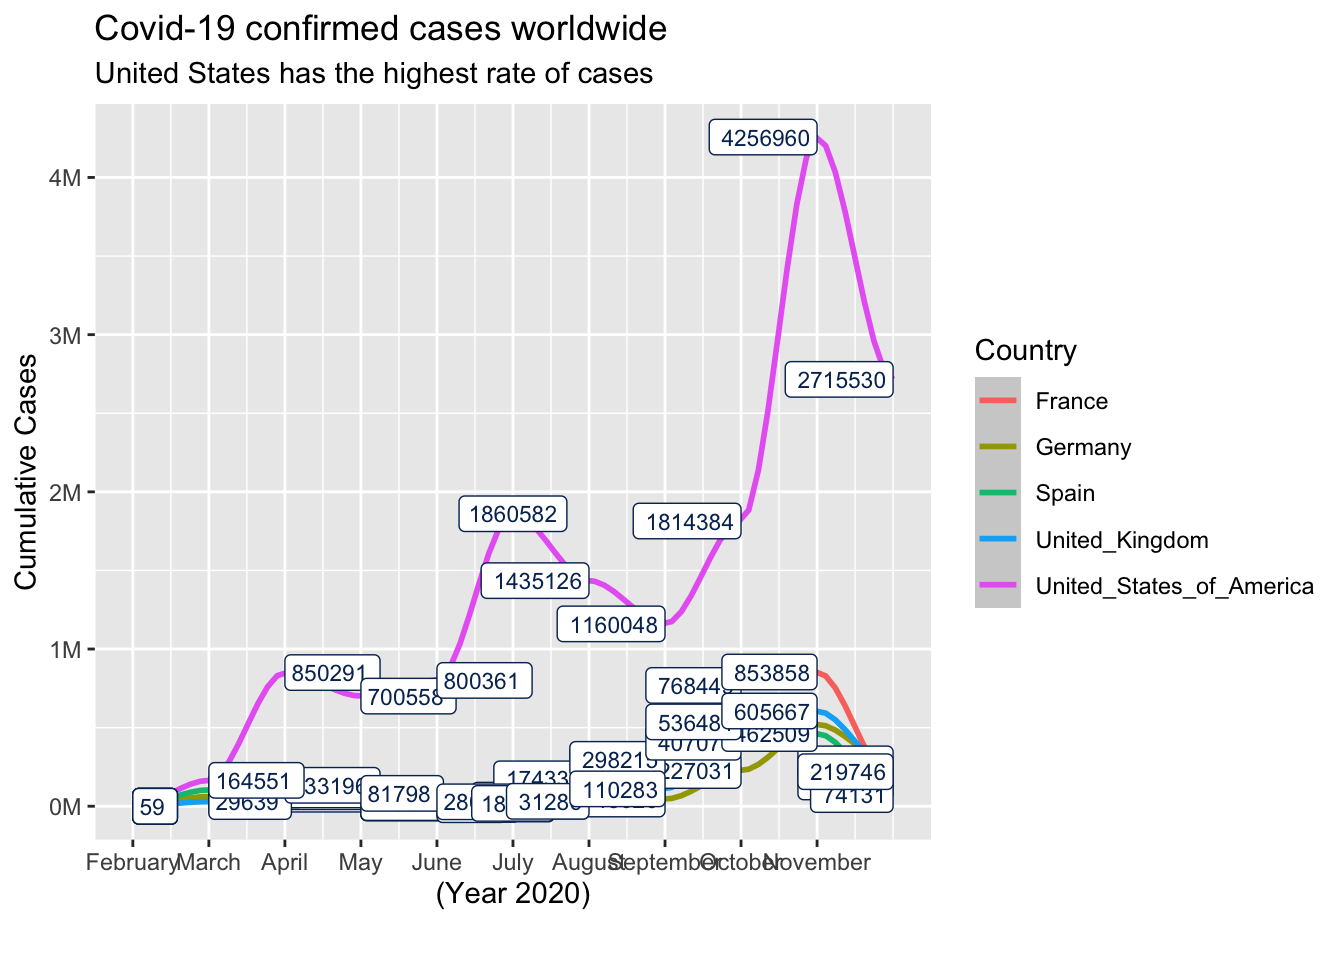 Covid-19 confirmed cases worldwide
United States has the highest rate of cases
Cumulative Cases
4M
3M
2M
1M
0M
4256960
2715530
1860582
1814384
1435126
1160048
850291
700558
800361
853858
605667
462509
227031
110283
219746
74131
164551
29639
81798
59
February
March
April
May
June
July
August
September
October
November
(Year 2020)
Country
France
Germany
Spain
United_Kingdom
United_States_of_America